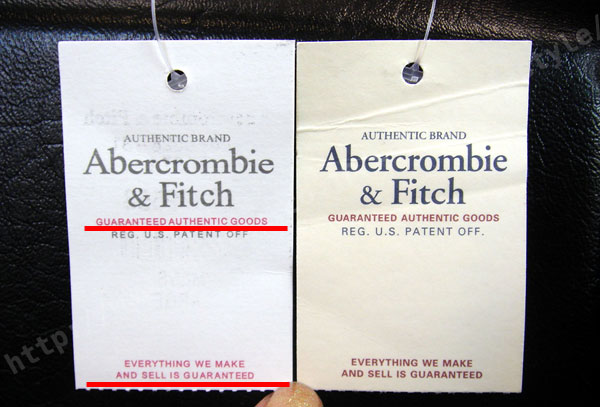 AUTHENTIC BRAND
Abercrombie
& Fitch
GUARANTEED AUTHENTIC GOODS
REG. U.S. PATENT OFF
EVERYTHING WE MAKE
AND SELL IS GUARANTEED
AUTHENTIC BRAND
Abercrombie
& Fitch
GUARANTEED AUTHENTIC GOODS
REG. U.S. PATENT OFF.
EVERYTHING WE MAKE
AND SELL IS GUARANTEED